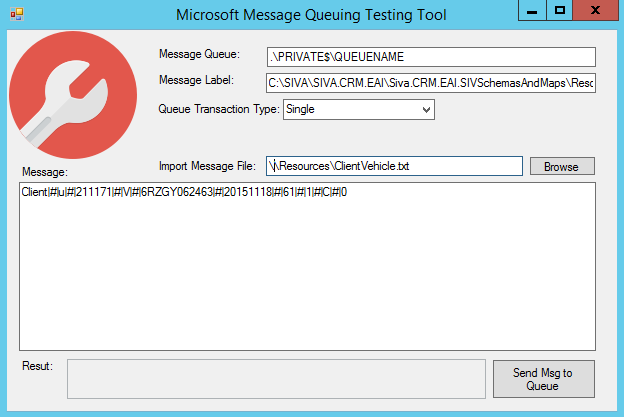 Microsoft Message Queuing Testing Tool
Message Queue: .\PRIVATE$\QUEUENAME
Message Label: C:\SIVA\SIVA.CRM.EAI\Siva.CRM.EAI.SIVSchemasAndMaps\Resc
Queue Transaction Type: Single
Import Message File: \\Resources\ClientVehicle.txt Browse
Message:
Client|#|u|#|211171|#|V|#|6RZGY062463|#|20151118|#|61|#|1|#|C|#|0
Resut: Send Msg to
Queue